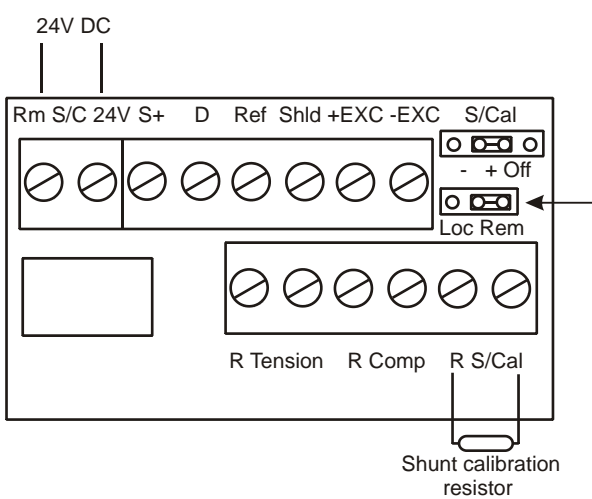 24V DC
Rm S/C 24V S+ D Ref Shld +EXC -EXC S/Cal
- + Off
Loc Rem
R Tension R Comp R S/Cal
Shunt calibration
resistor